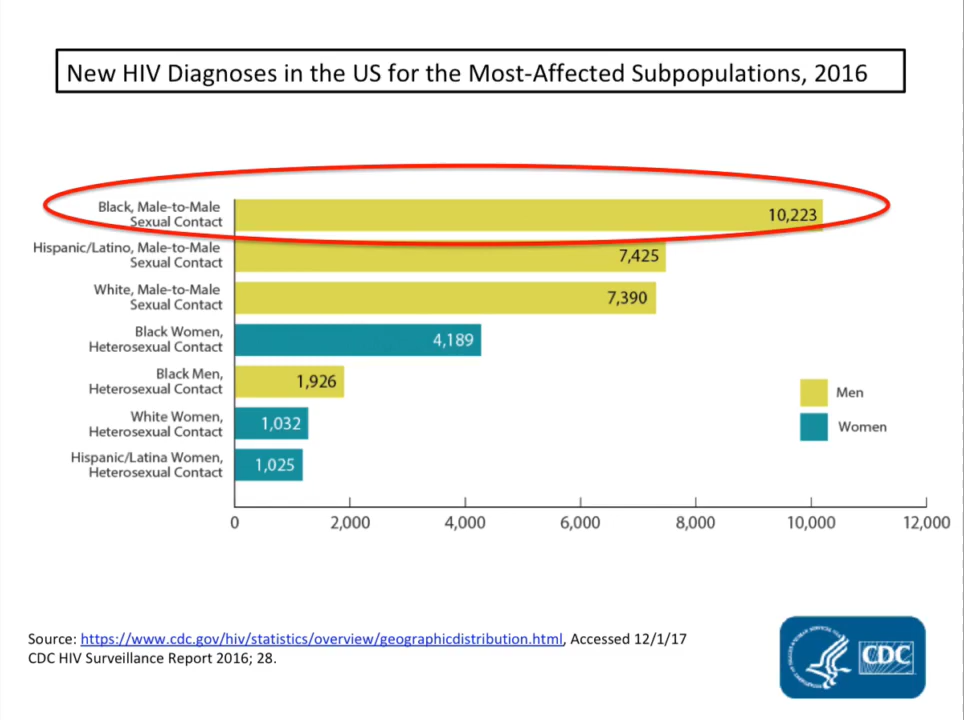 New HIV Diagnoses in the US for the Most-Affected Subpopulations, 2016
Black, Male-to-Male
Sexual Contact
10,223
Hispanic/Latino, Male-to-Male
Sexual Contact
7,425
White, Male-to-Male
Sexual Contact
7,390
Black Women,
Heterosexual Contact
4,189
Black Men,
Heterosexual Contact
1,926
White Women,
Heterosexual Contact
1,032
Hispanic/Latina Women,
Heterosexual Contact
1,025
Men
Women
0 2,000 4,000 6,000 8,000 10,000 12,000
Source: https://www.cdc.gov/hiv/statistics/overview/geographicdistribution.html, Accessed 12/1/17
CDC HIV Surveillance Report 2016; 28.
CDC